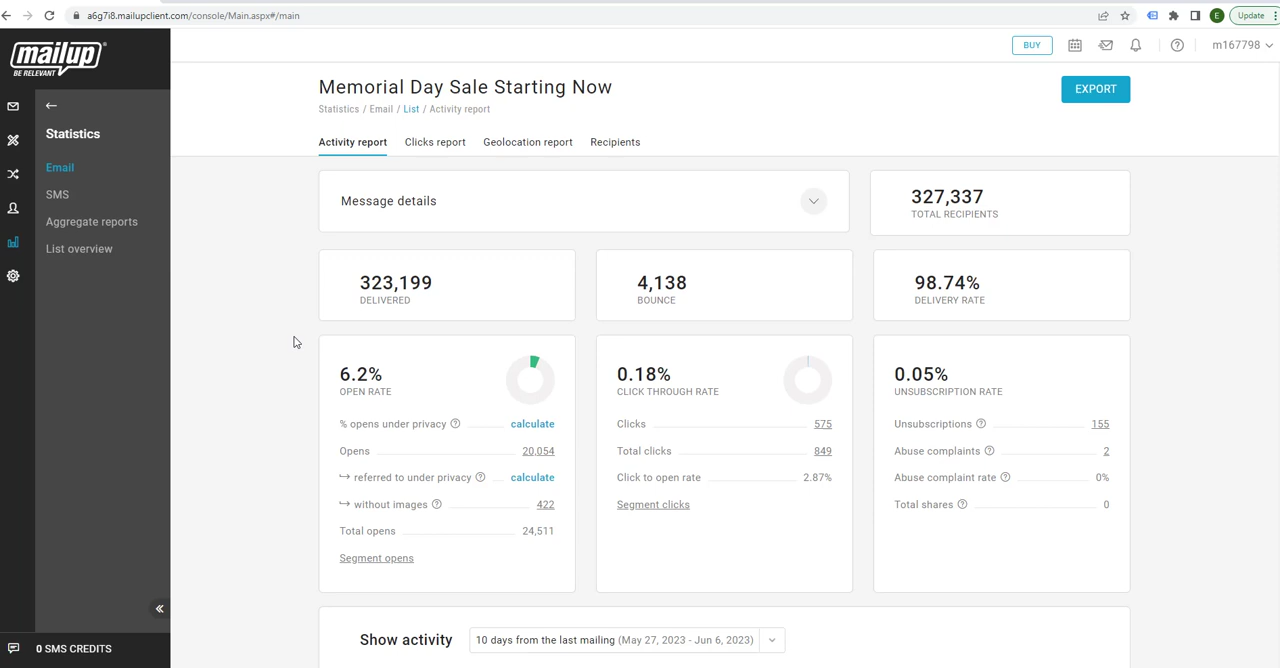 a6g7i8.mailupclient.com/console/Main.aspx#/main
E
Update
mailup
BE RELEVANT
BUY
m167798
Statistics
Email
SMS
Aggregate reports
List overview
0 SMS CREDITS
Memorial Day Sale Starting Now
Statistics / Email / List / Activity report
EXPORT
Activity report Clicks report Geolocation report Recipients
Message details
327,337
TOTAL RECIPIENTS
323,199
DELIVERED
4,138
BOUNCE
98.74%
DELIVERY RATE
6.2%
OPEN RATE
% opens under privacy calculate
Opens 20,054
referred to under privacy calculate
without images 422
Total opens 24,511
Segment opens
0.18%
CLICK THROUGH RATE
Clicks 575
Total clicks 849
Click to open rate 2.87%
Segment clicks
0.05%
UNSUBSCRIPTION RATE
Unsubscriptions 155
Abuse complaints 2
Abuse complaint rate 0%
Total shares 0
Show activity 10 days from the last mailing (May 27, 2023 - Jun 6, 2023)